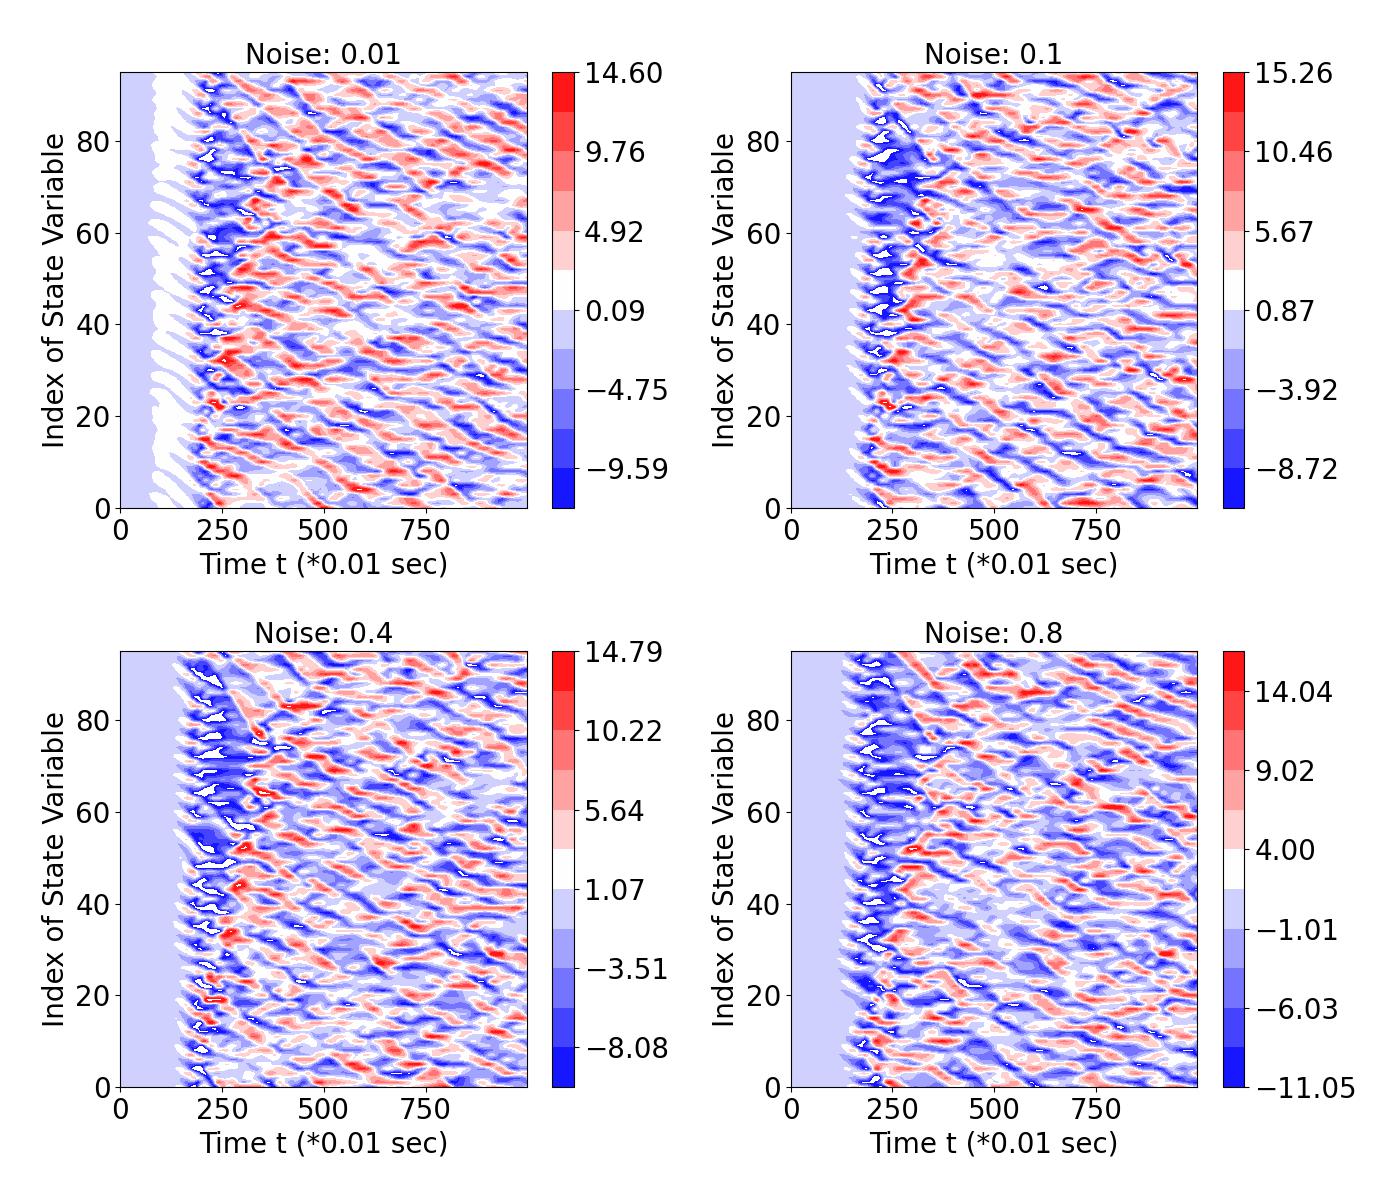 Noise: 0.01
Index of State Variable
80
60
40
20
0
0 250 500 750
Time t (*0.01 sec)
14.60
9.76
4.92
0.09
−4.75
−9.59
Noise: 0.1
Index of State Variable
80
60
40
20
0
0 250 500 750
Time t (*0.01 sec)
15.26
10.46
5.67
0.87
−3.92
−8.72
Noise: 0.4
Index of State Variable
80
60
40
20
0
0 250 500 750
Time t (*0.01 sec)
14.79
10.22
5.64
1.07
−3.51
−8.08
Noise: 0.8
Index of State Variable
80
60
40
20
0
0 250 500 750
Time t (*0.01 sec)
14.04
9.02
4.00
−1.01
−6.03
−11.05